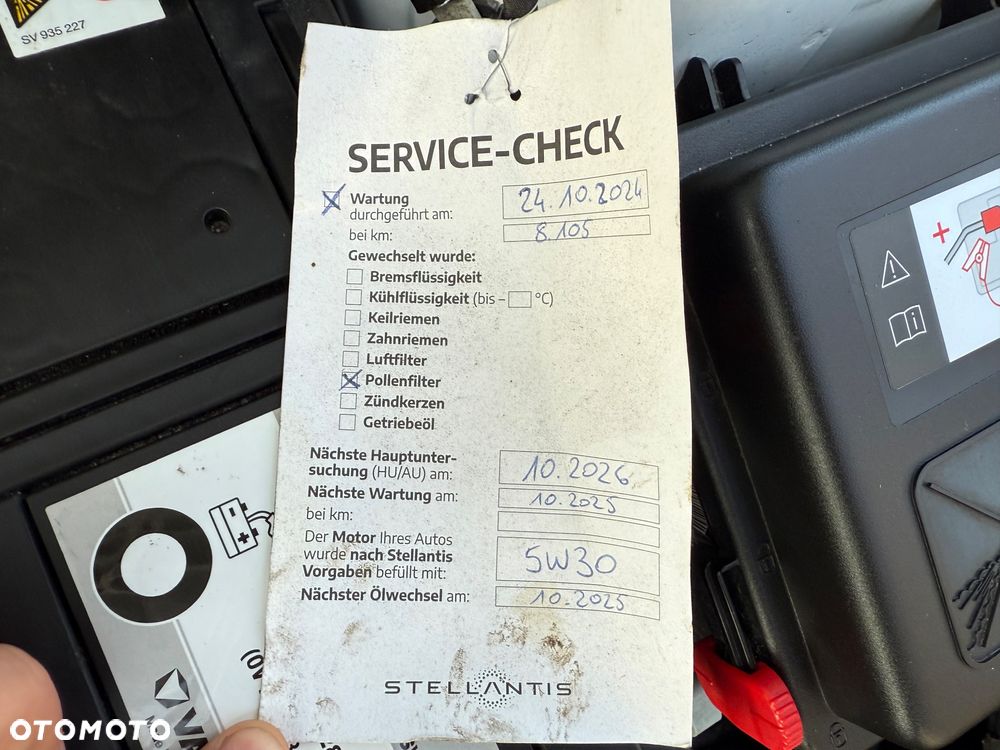 SV 935 227
SERVICE-CHECK
Wartung
durchgeführt am: 24.10.2024
bei km: 8.105
Gewechselt wurde:
Bremsflüssigkeit
Kühlflüssigkeit (bis – °C)
Keilriemen
Zahnriemen
Luftfilter
Pollenfilter
Zündkerzen
Getriebeöl
Nächste Hauptunter-
suchung (HU/AU) am: 10.2026
Nächste Wartung am: 10.2025
bei km:
Der Motor Ihres Autos
wurde nach Stellantis
Vorgaben befüllt mit: 5W30
Nächster Ölwechsel am: 10.2025
STELLANTIS
OTOMOTO